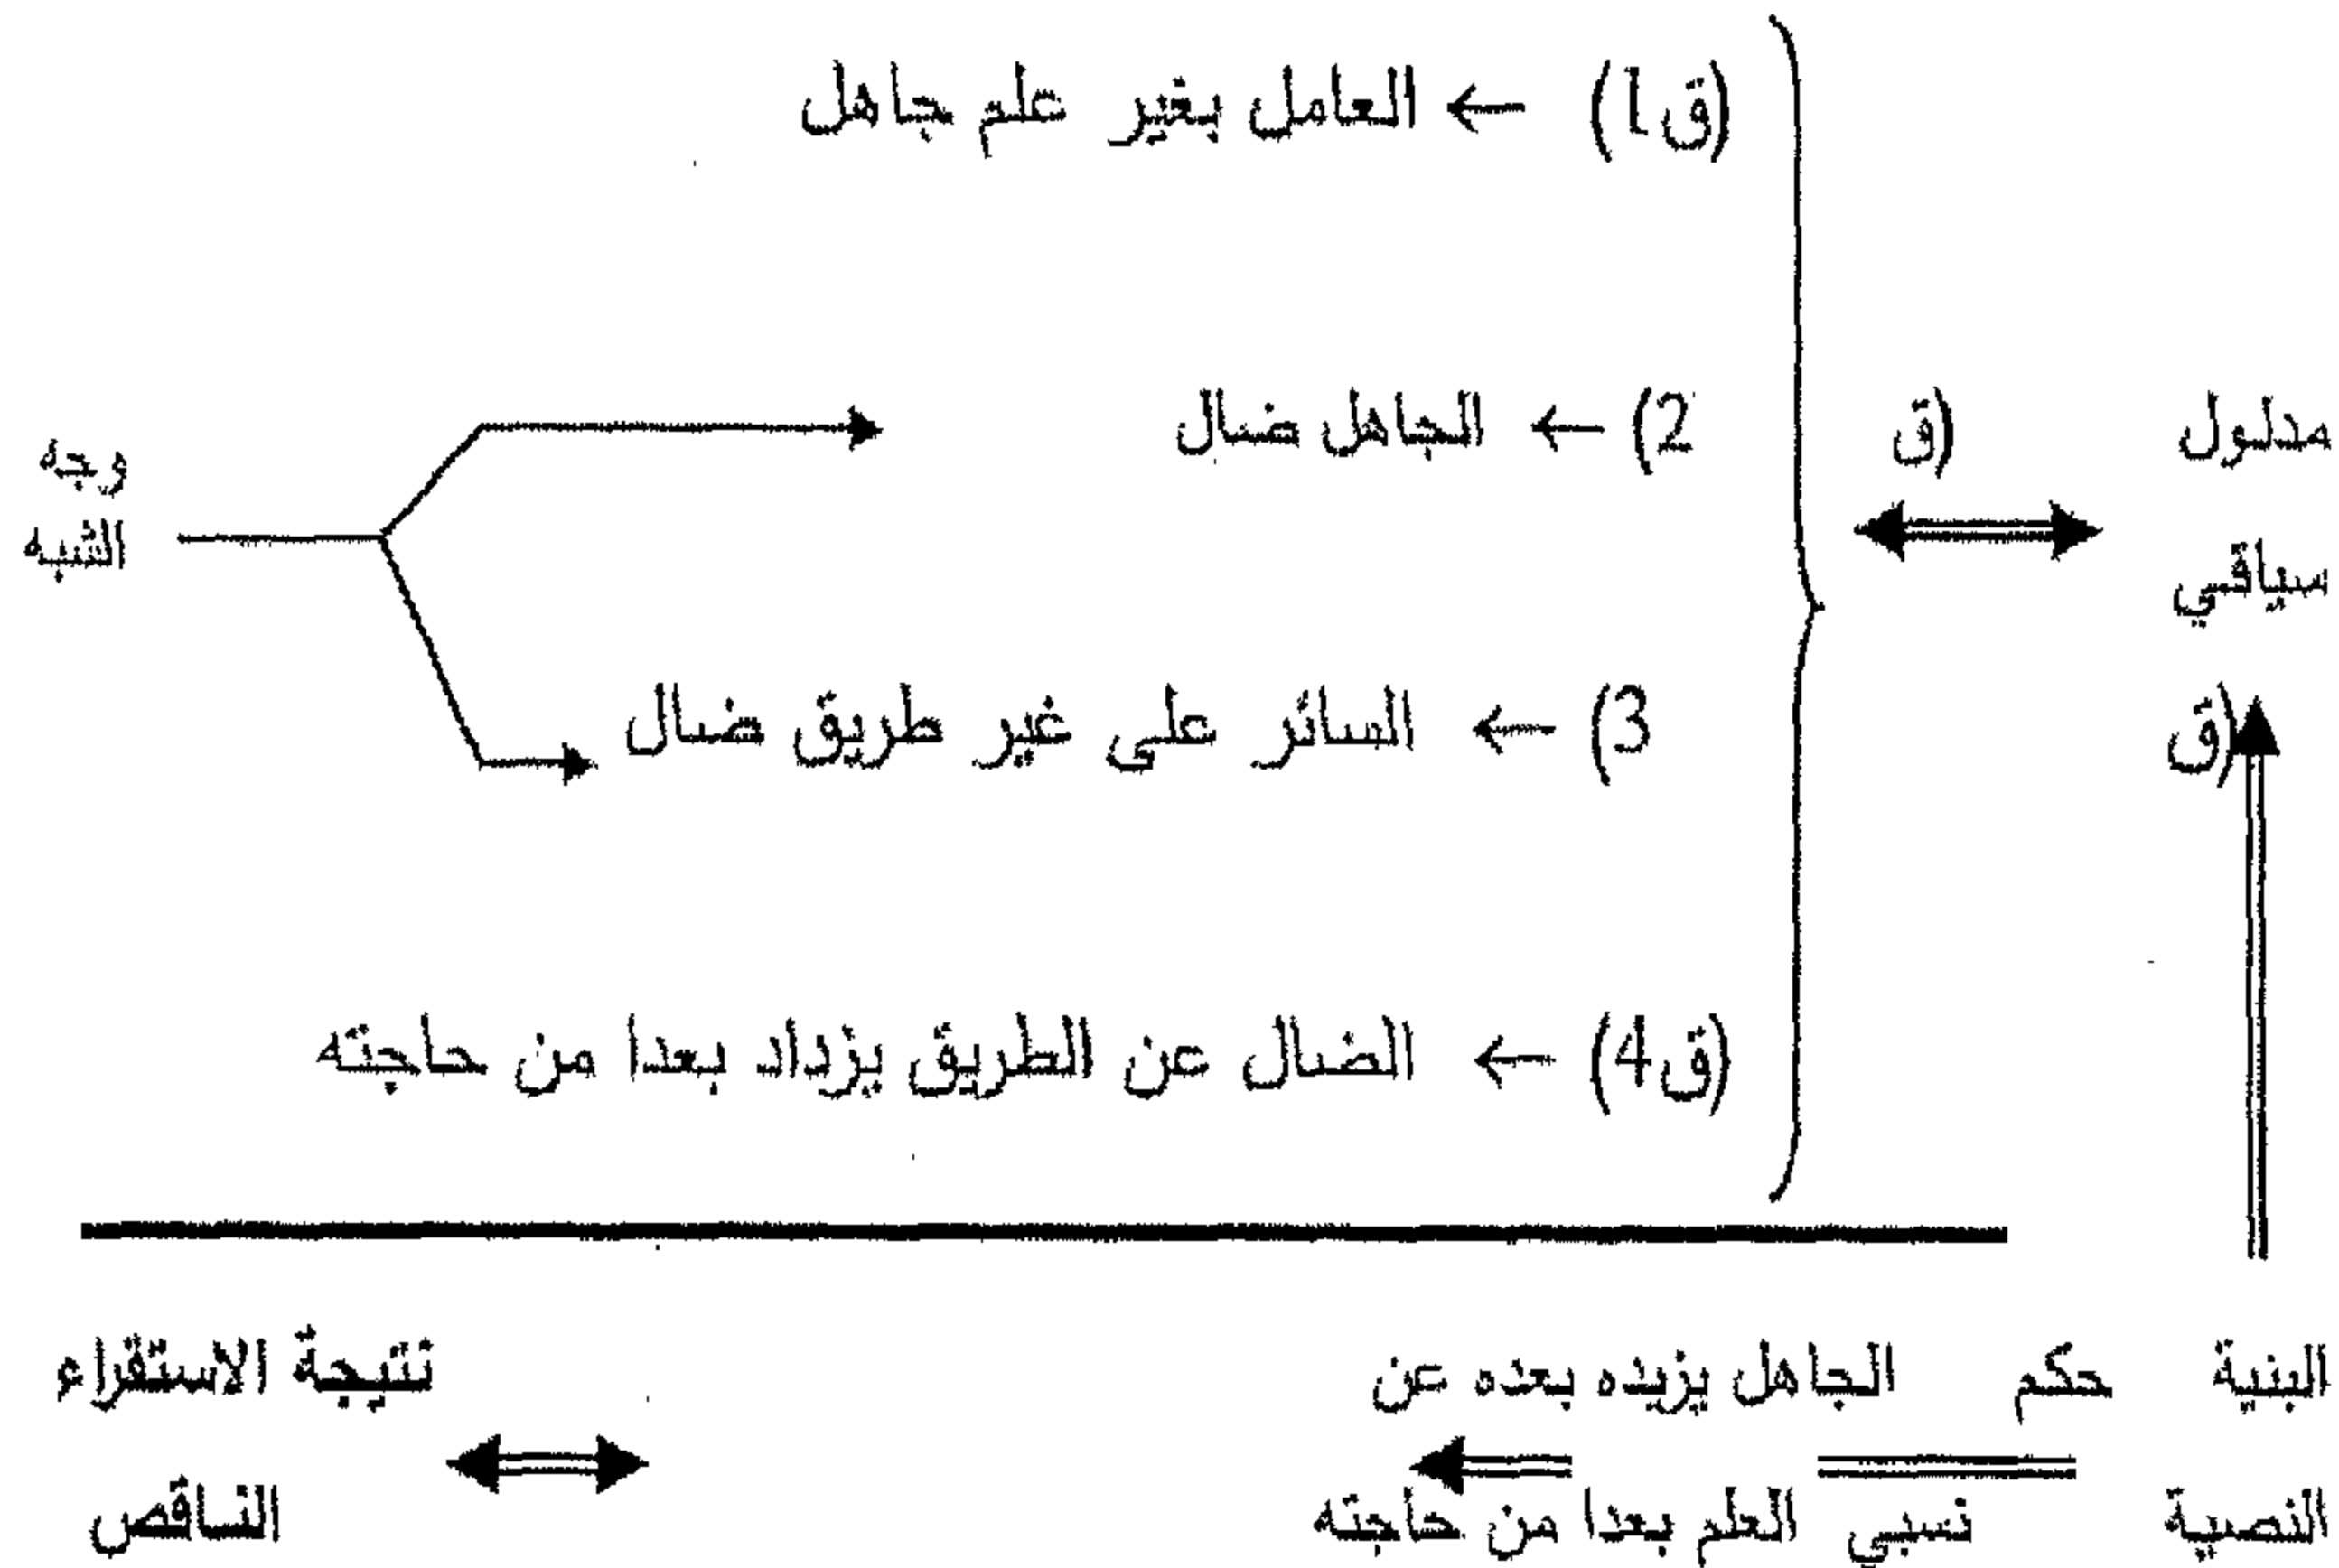 (ق1) ← العامل بغير علم جاهل
مدلول (ق 2) ← الجاهل ضال
وجه
الشبه
سياقي
(ق 3) ← السائر على غير طريق ضال
(ق4) ← الضال عن الطريق يزداد بعدا من حاجته
البنية حكم الجاهل يزيده بعده عن نتيجة الاستقراء
النصية نسبي العلم بعدا من حاجته الناقص